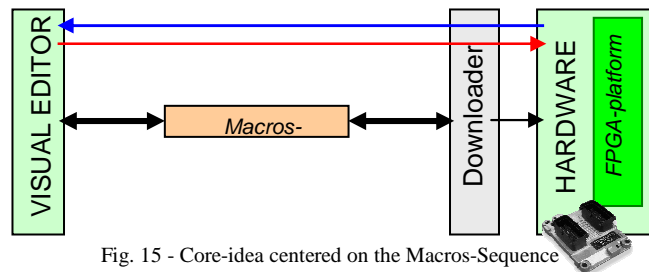 VISUAL EDITOR
Macros-
Downloader
HARDWARE
FPGA-platform
Fig. 15 - Core-idea centered on the Macros-Sequence